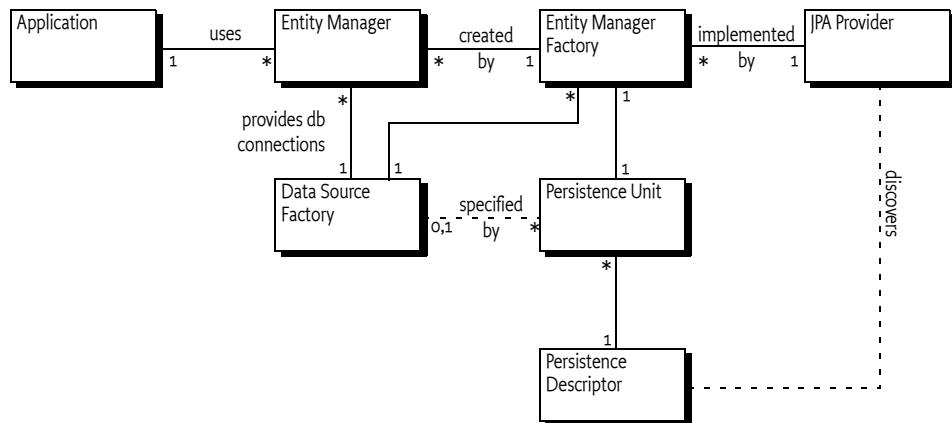 Application
uses
1
*
Entity Manager
created
by
*
1
Entity Manager
Factory
implemented
by
*
1
JPA Provider
*
provides db
connections
1
*
1
1
1
Data Source
Factory
specified
by
0,1
*
Persistence Unit
discovers
*
1
Persistence
Descriptor